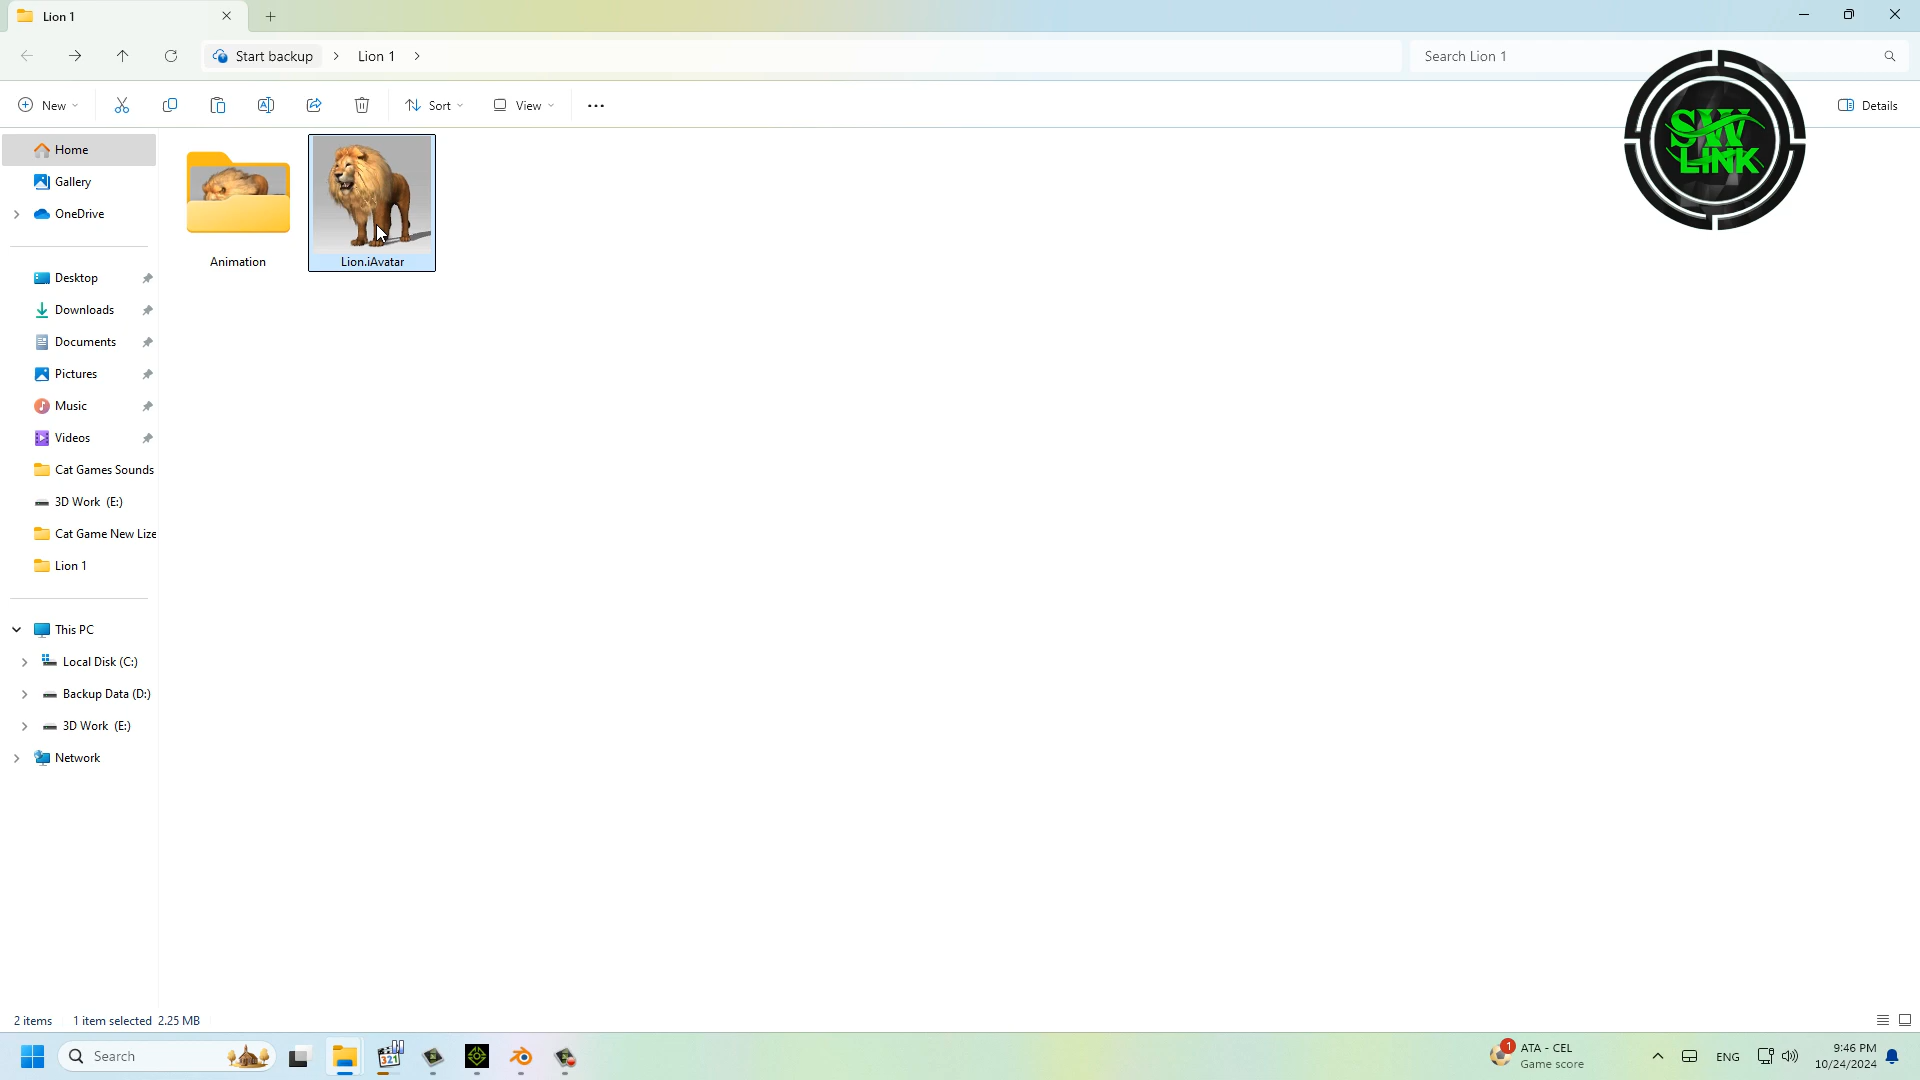 Lion 1
Start backup
Lion 1
Search Lion 1
New
Sort
View
Details
SW
LINK
Home
Gallery
OneDrive
Animation
Lion.iAvatar
Desktop
Downloads
Documents
Pictures
Music
Videos
Cat Games Sounds
3D Work (E:)
Cat Game New Lize
Lion 1
This PC
Local Disk (C:)
Backup Data (D:)
3D Work (E:)
Network
2 items 1 item selected 2.25 MB
Search
321
1
ATA - CEL
Game score
ENG
9:46 PM
10/24/2024